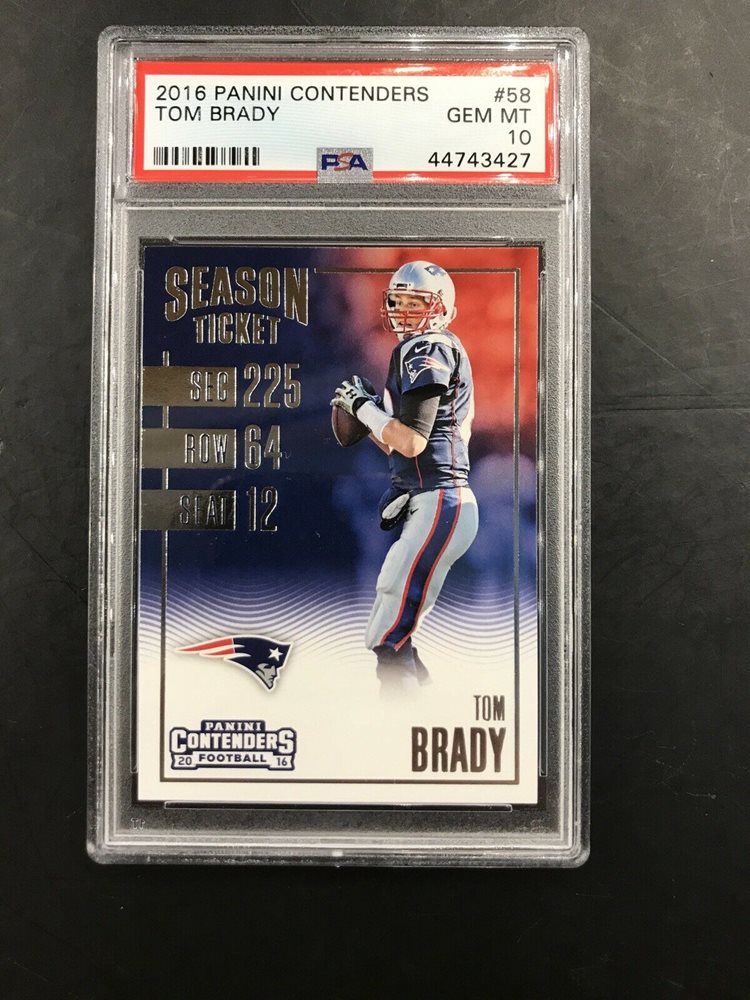 2016 PANINI CONTENDERS #58
TOM BRADY GEM MT
10
PSA 44743427
SEASON
TICKET
SEC 225
ROW 64
SEAT 12
TOM
BRADY
PANINI
CONTENDERS
20 FOOTBALL 16